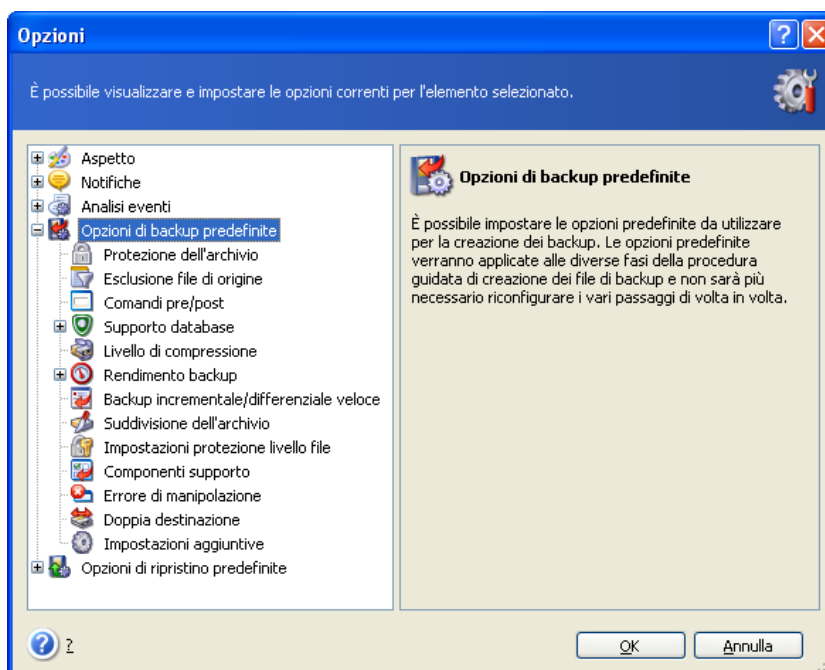 Opzioni
È possibile visualizzare e impostare le opzioni correnti per l'elemento selezionato.
Aspetto
Notifiche
Analisi eventi
Opzioni di backup predefinite
Protezione dell'archivio
Esclusione file di origine
Comandi pre/post
Supporto database
Livello di compressione
Rendimento backup
Backup incrementale/differenziale veloce
Suddivisione dell'archivio
Impostazioni protezione livello file
Componenti supporto
Errore di manipolazione
Doppia destinazione
Impostazioni aggiuntive
Opzioni di ripristino predefinite
Opzioni di backup predefinite
È possibile impostare le opzioni predefinite da utilizzare
per la creazione dei backup. Le opzioni predefinite
verranno applicate alle diverse fasi della procedura
guidata di creazione dei file di backup e non sarà più
necessario riconfigurare i vari passaggi di volta in volta.
?
OK
Annulla